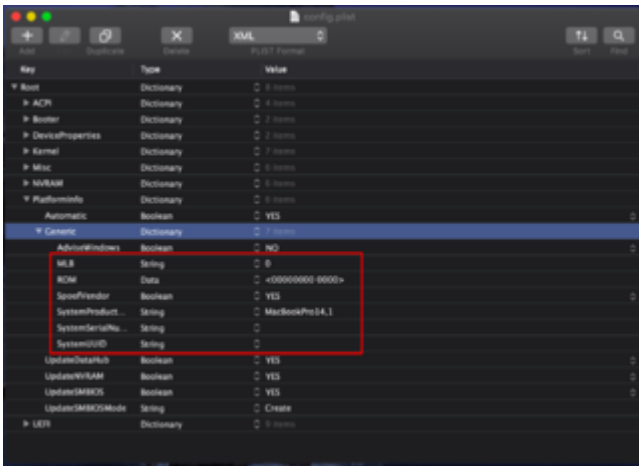 config.plist
XML
Add Duplicate Delete PLIST Format Sort Find
Key Type Value
Root Dictionary 8 items
ACPI Dictionary 4 items
Booter Dictionary 2 items
DeviceProperties Dictionary 2 items
Kernel Dictionary 7 items
Misc Dictionary 6 items
NVRAM Dictionary 6 items
PlatformInfo Dictionary 6 items
Automatic Boolean YES
Generic Dictionary 7 items
AdviseWindows Boolean NO
MLB String 0
ROM Data <00000000 0000>
SpoofVendor Boolean YES
SystemProduct... String MacBookPro14,1
SystemSerialNu... String
SystemUUID String
UpdateDataHub Boolean YES
UpdateNVRAM Boolean YES
UpdateSMBIOS Boolean YES
UpdateSMBIOSMode String Create
UEFI Dictionary 9 items